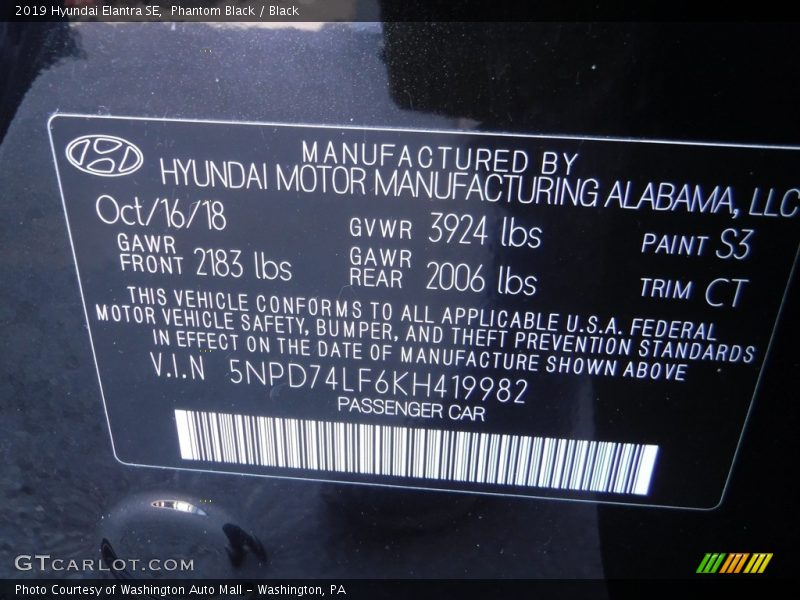 2019 Hyundai Elantra SE, Phantom Black / Black
MANUFACTURED BY
HYUNDAI MOTOR MANUFACTURING ALABAMA, LLC
Oct/16/18 GVWR 3924 lbs PAINT S3
GAWR FRONT 2183 lbs GAWR REAR 2006 lbs TRIM CT
THIS VEHICLE CONFORMS TO ALL APPLICABLE U.S.A. FEDERAL
MOTOR VEHICLE SAFETY, BUMPER, AND THEFT PREVENTION STANDARDS
IN EFFECT ON THE DATE OF MANUFACTURE SHOWN ABOVE
V.I.N 5NPD74LF6KH419982
PASSENGER CAR
GTCARLOT.COM
Photo Courtesy of Washington Auto Mall - Washington, PA